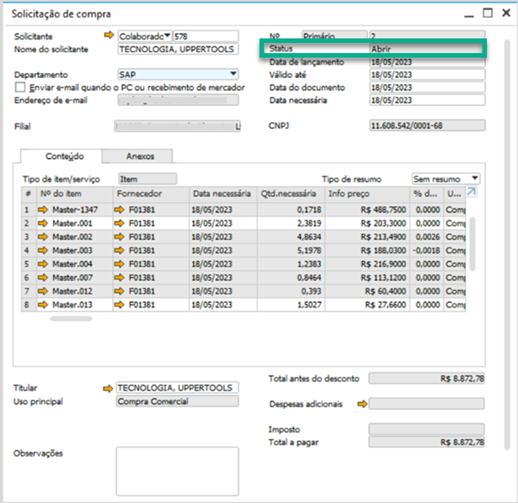 Solicitação de compra
Solicitante Colaborado 578 Nº Primário 2
Nome do solicitante TECNOLOGIA, UPPERTOOLS Status Abrir
Data de lançamento 18/05/2023
Departamento SAP Válido até 18/05/2023
Enviar e-mail quando o PC ou recebimento de mercador Data do documento 18/05/2023
Endereço de e-mail Data necessária 18/05/2023
Filial CNPJ 11.608.542/0001-68
Conteúdo Anexos
Tipo de item/serviço Item Tipo de resumo Sem resumo
# Nº do item Fornecedor Data necessária Qtd.necessária Info preço % d... U...
1 Master-1347 F01381 18/05/2023 0,1718 R$ 488,7500 0,0000 Comp
2 Master.001 F01381 18/05/2023 2,3819 R$ 203,3000 0,0000 Comp
3 Master.002 F01381 18/05/2023 4,8634 R$ 213,4900 0,0026 Comp
4 Master.003 F01381 18/05/2023 5,1978 R$ 188,0300 -0,0018 Comp
5 Master.004 F01381 18/05/2023 1,2383 R$ 216,9000 0,0000 Comp
6 Master.007 F01381 18/05/2023 0,8464 R$ 113,1200 0,0000 Comp
7 Master.012 F01381 18/05/2023 0,393 R$ 60,4000 0,0000 Comp
8 Master.013 F01381 18/05/2023 1,5027 R$ 27,6600 0,0000 Comp
Titular TECNOLOGIA, UPPERTOOLS Total antes do desconto R$ 8.872,78
Uso principal Compra Comercial Despesas adicionais
Imposto
Total a pagar R$ 8.872,78
Observações